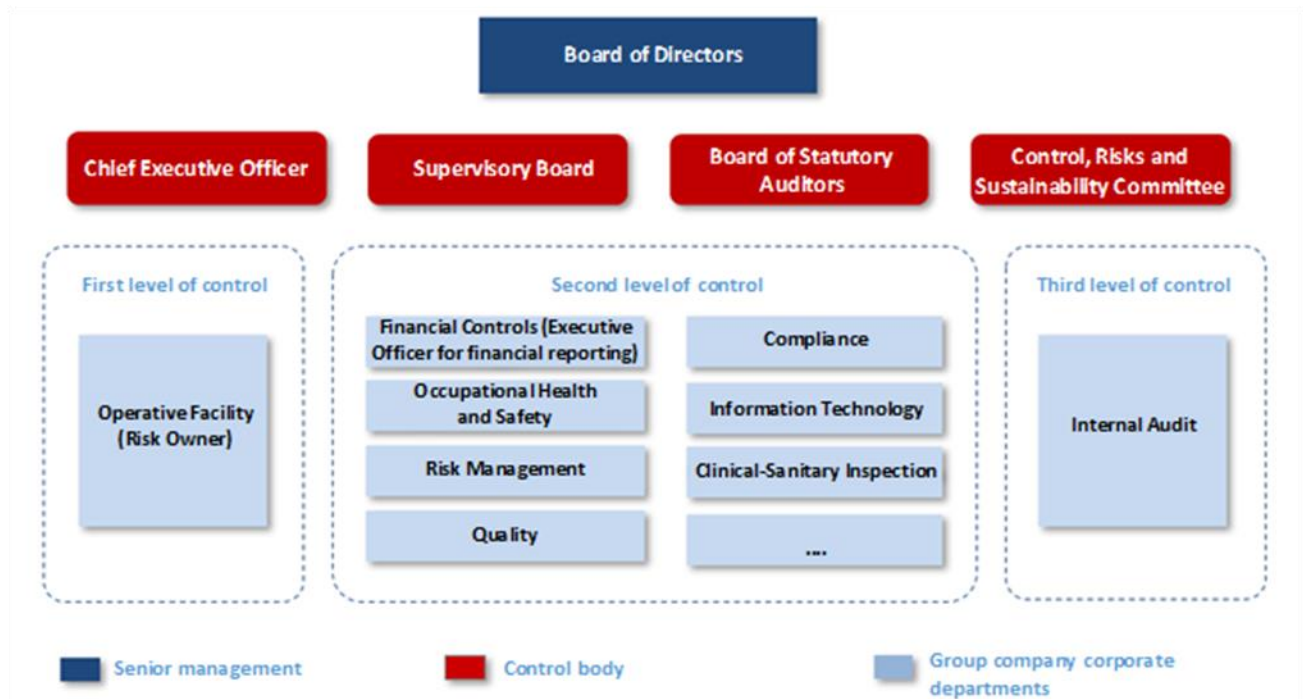 Board of Directors
Chief Executive Officer
Supervisory Board
Board of Statutory
Auditors
Control, Risks and
Sustainability Committee
First level of control
Operative Facility
(Risk Owner)
Second level of control
Financial Controls (Executive
Officer for financial reporting)
Compliance
Occupational Health
and Safety
Information Technology
Risk Management
Clinical-Sanitary Inspection
Quality
....
Third level of control
Internal Audit
Senior management
Control body
Group company corporate
departments